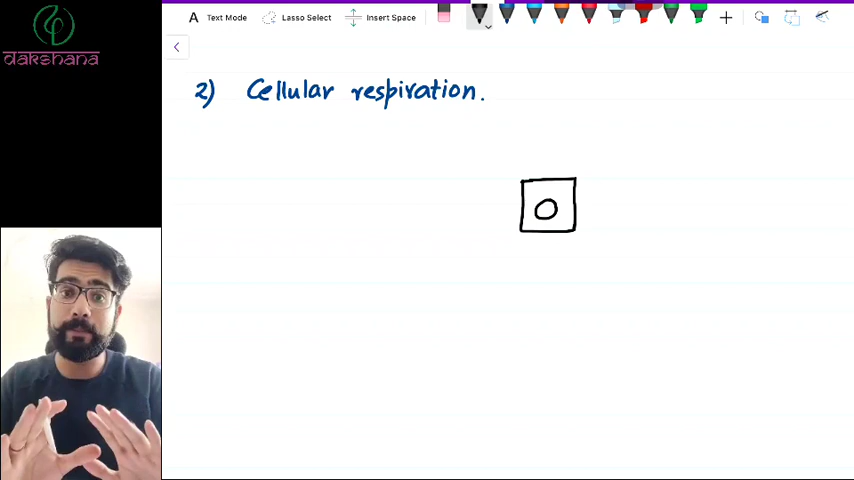 dakshana
Text Mode Lasso Select Insert Space
2) Cellular respiration.